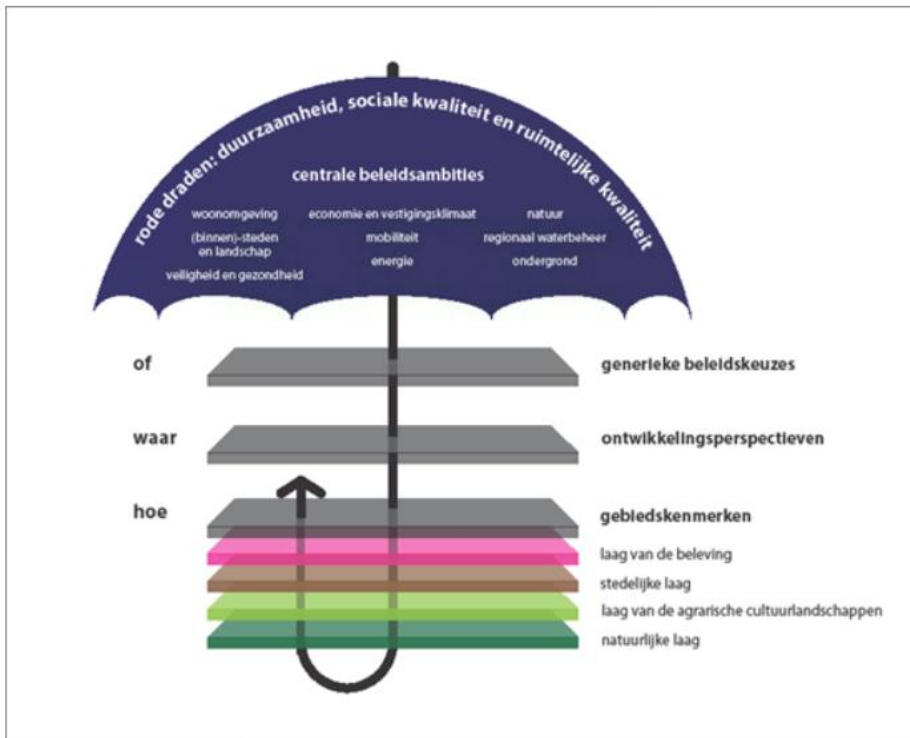 rode draden: duurzaamheid, sociale kwaliteit en ruimtelijke kwaliteit
centrale beleidsambities
woonomgeving
(binnen)-steden
en landschap
veiligheid en gezondheid
economie en vestigingsklimaat
mobiliteit
energie
natuur
regionaal waterbeheer
ondergrond
of
generieke beleidskeuzes
waar
ontwikkelingsperspectieven
hoe
gebiedskenmerken
laag van de beleving
stedelijke laag
laag van de agrarische cultuurlandschappen
natuurlijke laag